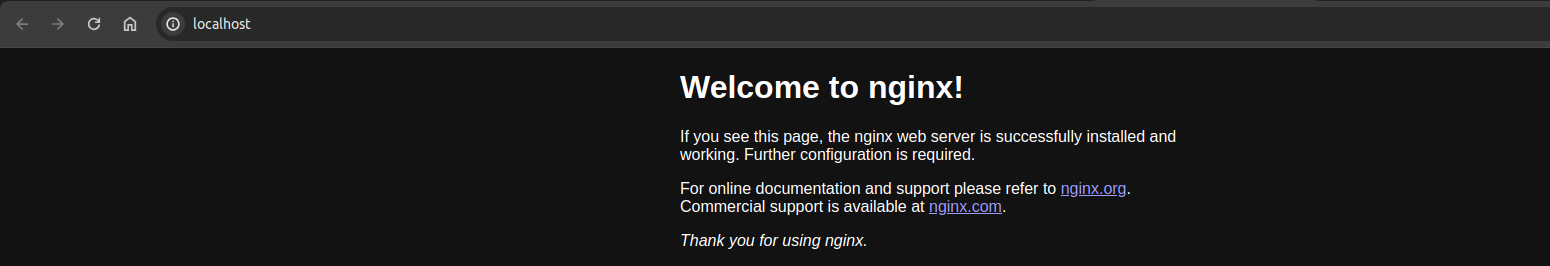 localhost
Welcome to nginx!
If you see this page, the nginx web server is successfully installed and
working. Further configuration is required.
For online documentation and support please refer to nginx.org.
Commercial support is available at nginx.com.
Thank you for using nginx.